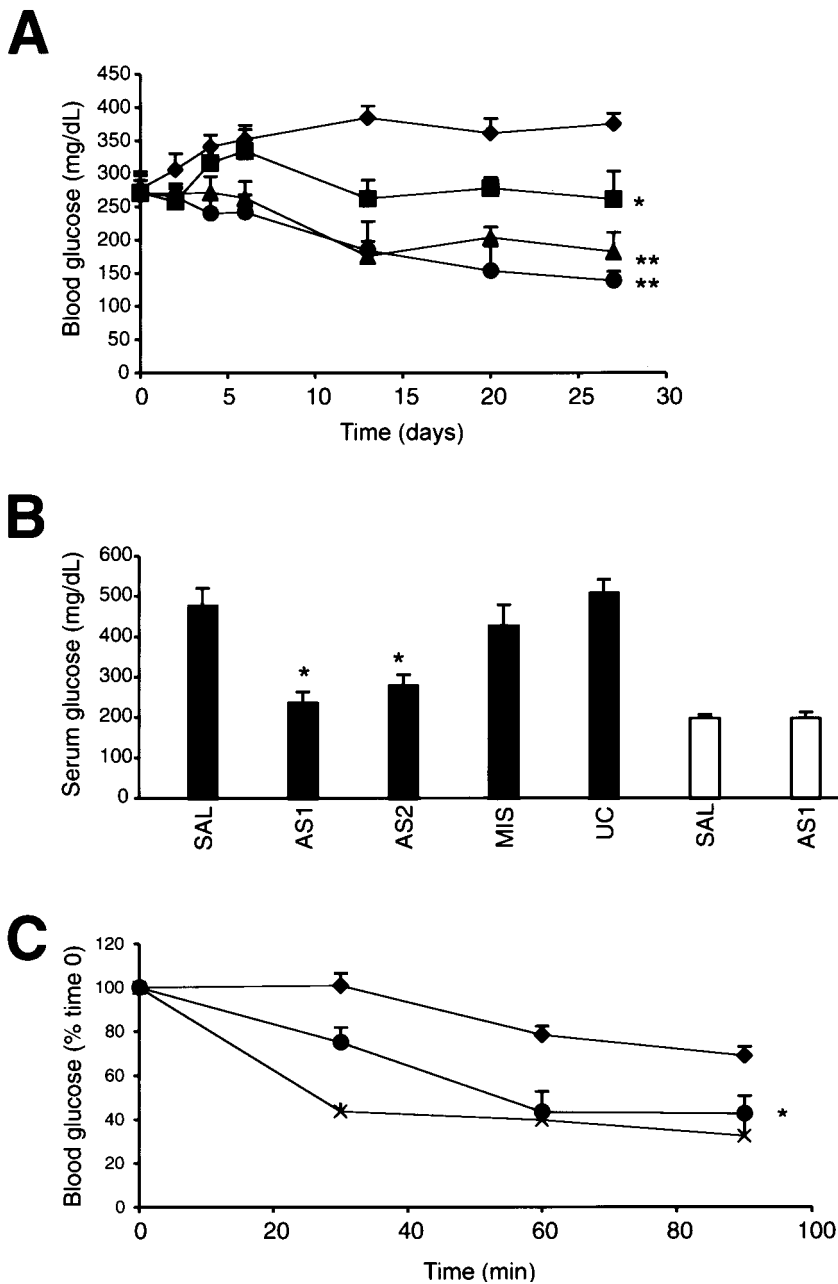 A
Blood glucose (mg/dL)
450
400
350
300
250
200
150
100
50
0
0 5 10 15 20 25 30
Time (days)
*
**
**
B
Serum glucose (mg/dL)
600
500
400
300
200
100
0
* *
SAL AS1 AS2 MIS UC SAL AS1
C
Blood glucose (% time 0)
120
100
80
60
40
20
0
0 20 40 60 80 100
Time (min)
*